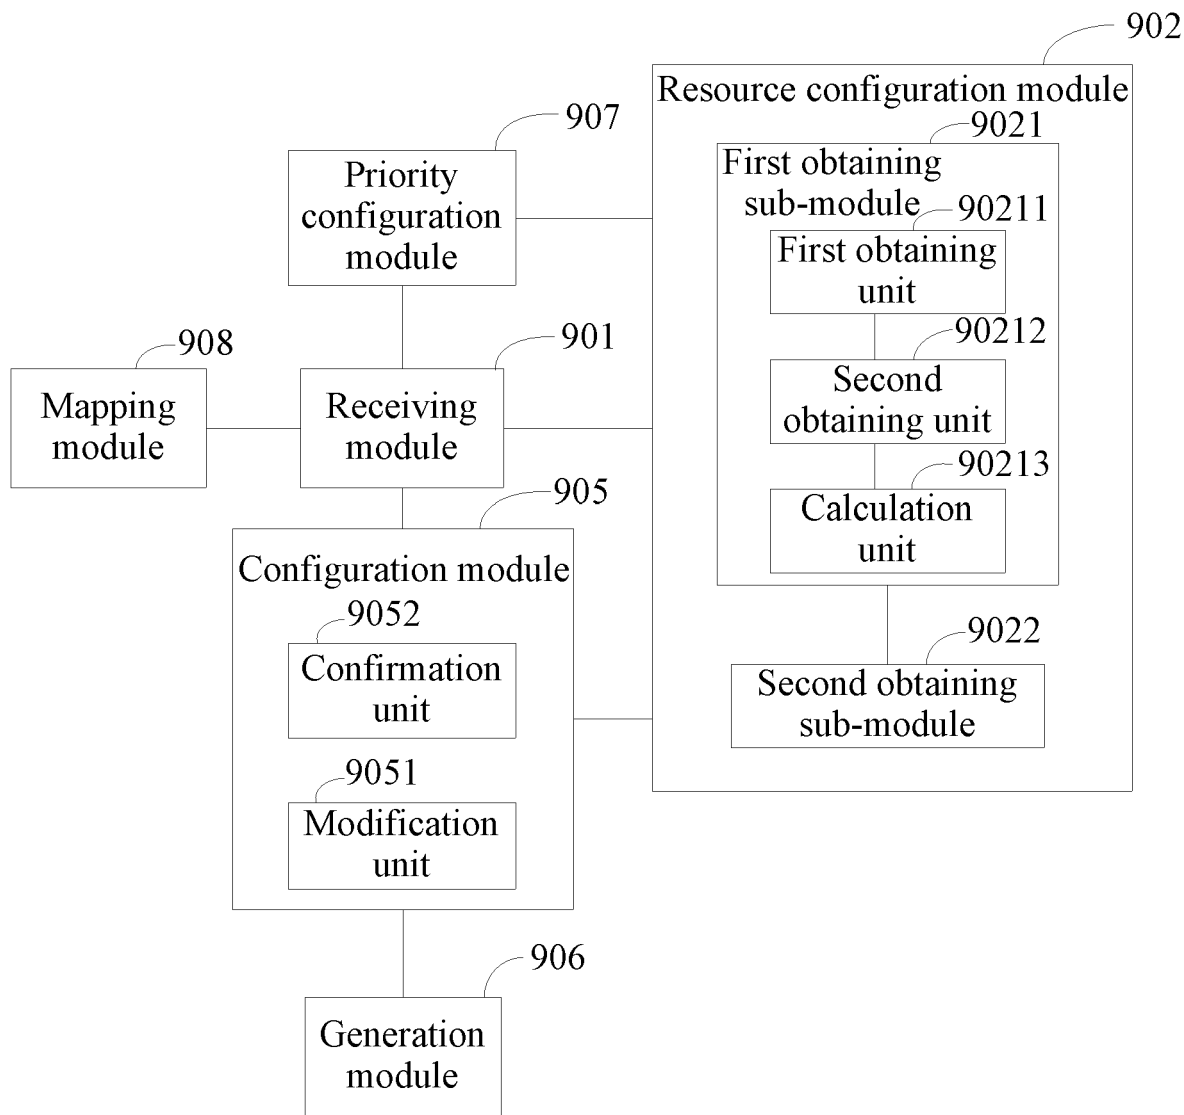 902
Resource configuration module
907
9021
Priority
configuration
module
First obtaining
sub-module
90211
First obtaining
unit
908
901
90212
Mapping
module
Receiving
module
Second
obtaining unit
905
90213
Calculation
unit
Configuration module
9052
Confirmation
unit
9022
Second obtaining
sub-module
9051
Modification
unit
906
Generation
module